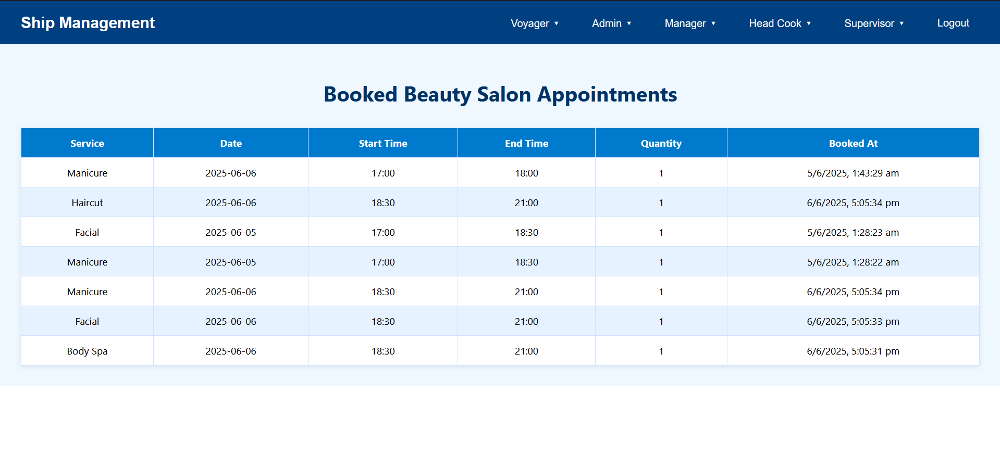 Ship Management Voyager ▼ Admin ▼ Manager ▼ Head Cook ▼ Supervisor ▼ Logout
Booked Beauty Salon Appointments
Service Date Start Time End Time Quantity Booked At
Manicure 2025-06-06 17:00 18:00 1 5/6/2025, 1:43:29 am
Haircut 2025-06-06 18:30 21:00 1 6/6/2025, 5:05:34 pm
Facial 2025-06-05 17:00 18:30 1 5/6/2025, 1:28:23 am
Manicure 2025-06-05 17:00 18:30 1 5/6/2025, 1:28:22 am
Manicure 2025-06-06 18:30 21:00 1 6/6/2025, 5:05:34 pm
Facial 2025-06-06 18:30 21:00 1 6/6/2025, 5:05:33 pm
Body Spa 2025-06-06 18:30 21:00 1 6/6/2025, 5:05:31 pm